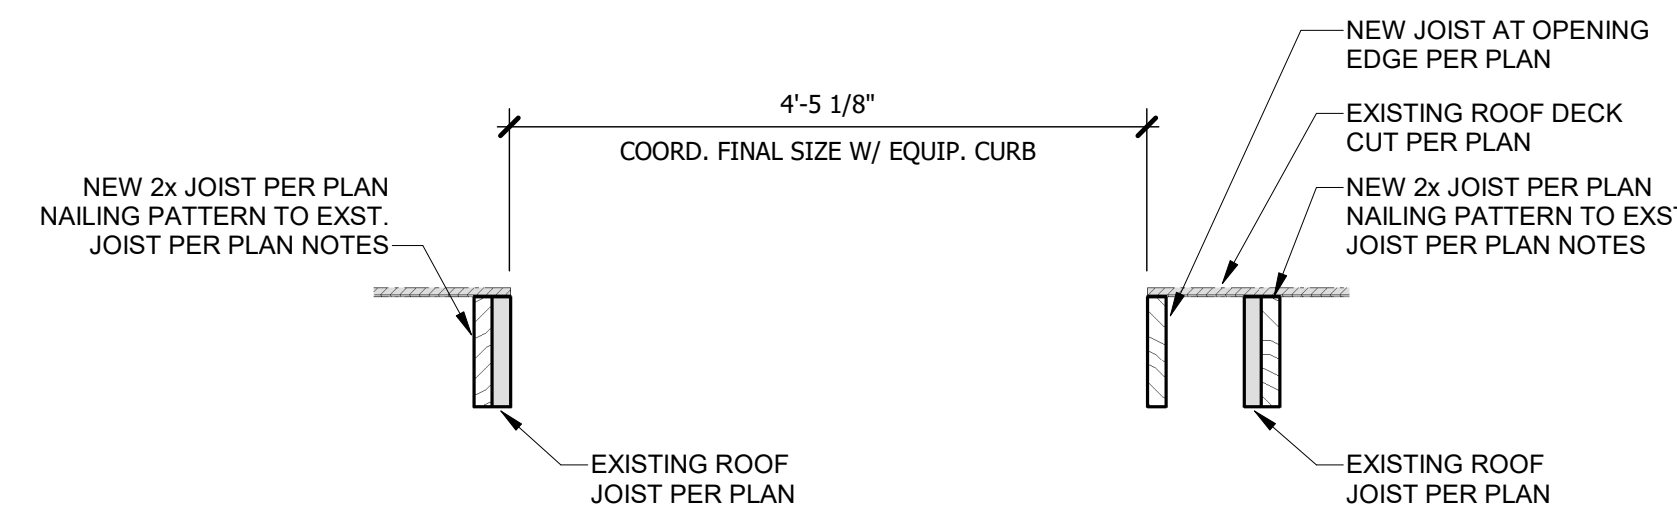 NEW JOIST AT OPENING
EDGE PER PLAN
4'-5 1/8"
COORD. FINAL SIZE W/ EQUIP. CURB
EXISTING ROOF DECK
CUT PER PLAN
NEW 2x JOIST PER PLAN
NAILING PATTERN TO EXST.
JOIST PER PLAN NOTES
NEW 2x JOIST PER PLAN
NAILING PATTERN TO EXST
JOIST PER PLAN NOTES
EXISTING ROOF
JOIST PER PLAN
EXISTING ROOF
JOIST PER PLAN